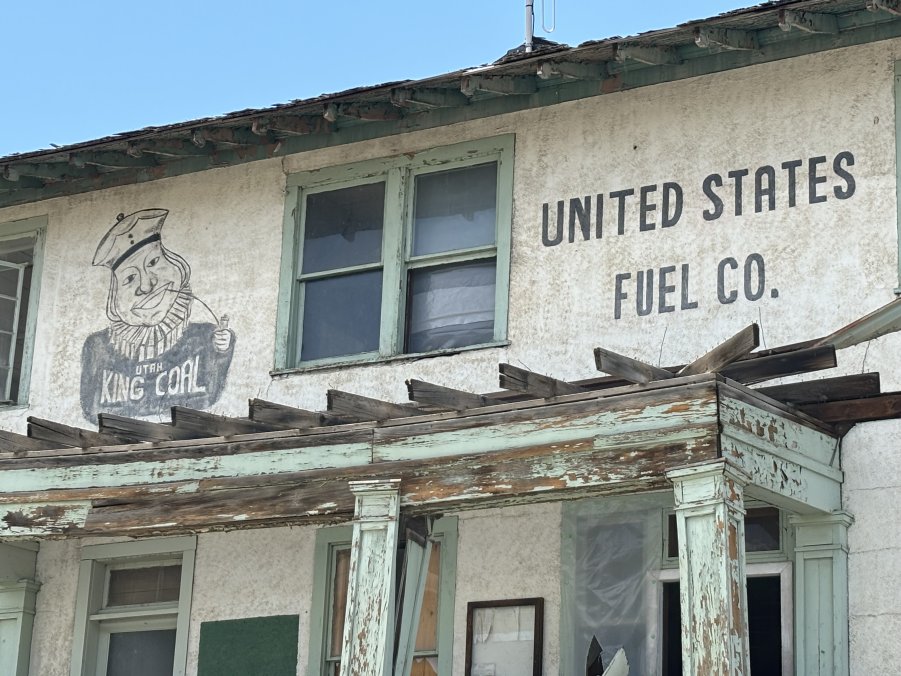 UTAH
KING COAL
UNITED STATES
FUEL CO.